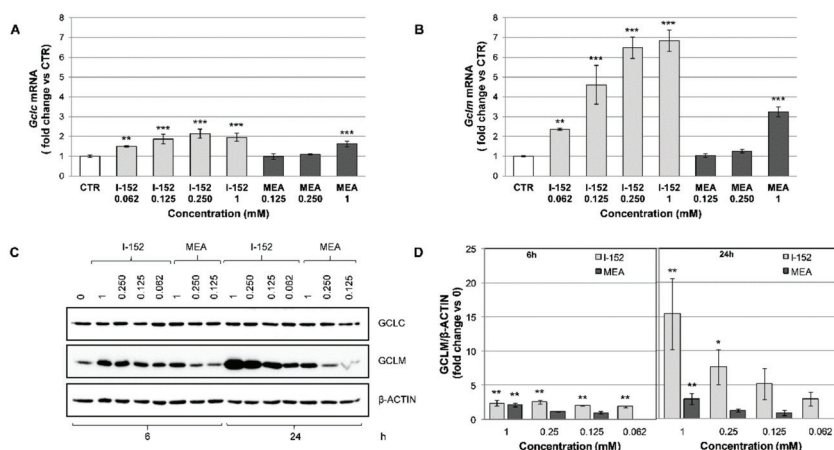 A
8
7
6
5
4
3
2
1
0
Gclc mRNA
( fold change vs CTR)
** *** *** *** ***
CTR I-152 I-152 I-152 I-152 MEA MEA MEA
0.062 0.125 0.250 1 0.125 0.250 1
Concentration (mM)
B
8
7
6
5
4
3
2
1
0
Gclm mRNA
( fold change vs CTR)
** *** *** *** ***
CTR I-152 I-152 I-152 I-152 MEA MEA MEA
0.062 0.125 0.250 1 0.125 0.250 1
Concentration (mM)
C
I-152 MEA I-152 MEA
0 1 0.250 0.125 0.062 1 0.250 0.125 1 0.250 0.125 0.062 1 0.250 0.125
GCLC
GCLM
β-ACTIN
6 24 h
D
25
20
15
10
5
0
GCLM/β-ACTIN
(fold change vs 0)
6h
I-152
MEA
** ** ** ** **
1 0.25 0.125 0.062
Concentration (mM)
24h
I-152
MEA
** ** *
1 0.25 0.125 0.062
Concentration (mM)